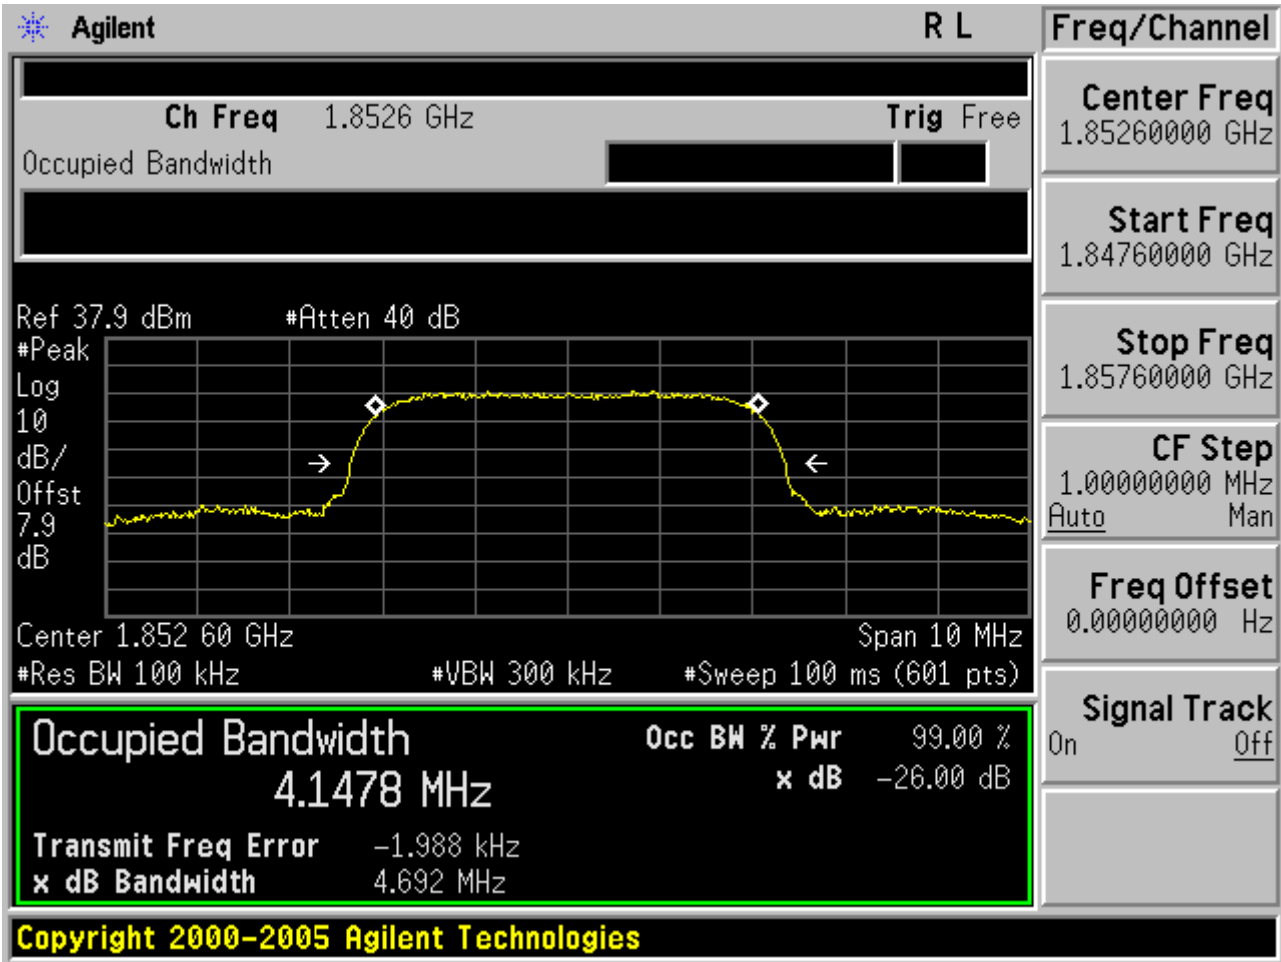 Agilent R L
Freq/Channel
Ch Freq 1.8526 GHz Trig Free
Occupied Bandwidth
Center Freq
1.85260000 GHz
Start Freq
1.84760000 GHz
Stop Freq
1.85760000 GHz
CF Step
1.00000000 MHz
Auto Man
Freq Offset
0.00000000 Hz
Signal Track
On Off
Ref 37.9 dBm #Atten 40 dB
#Peak
Log
10
dB/
Offst
7.9
dB
Center 1.852 60 GHz Span 10 MHz
#Res BW 100 kHz #VBW 300 kHz #Sweep 100 ms (601 pts)
Occupied Bandwidth Occ BW % Pwr 99.00 %
4.1478 MHz x dB -26.00 dB
Transmit Freq Error -1.988 kHz
x dB Bandwidth 4.692 MHz
Copyright 2000-2005 Agilent Technologies